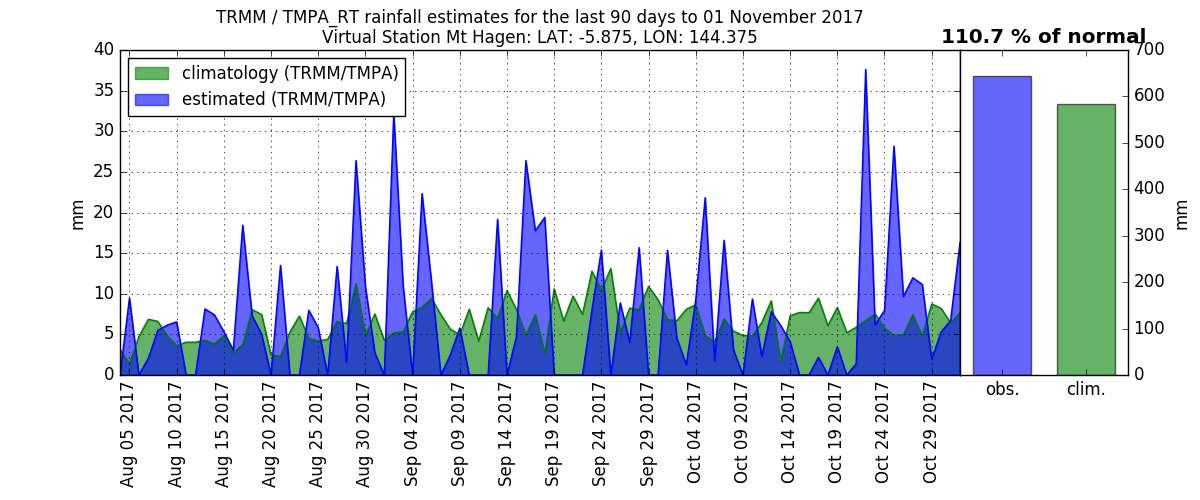 TRMM / TMPA_RT rainfall estimates for the last 90 days to 01 November 2017
Virtual Station Mt Hagen: LAT: -5.875, LON: 144.375
110.7 % of normal
climatology (TRMM/TMPA)
estimated (TRMM/TMPA)
40
35
30
25
20
15
10
5
0
mm
Aug 05 2017
Aug 10 2017
Aug 15 2017
Aug 20 2017
Aug 25 2017
Aug 30 2017
Sep 04 2017
Sep 09 2017
Sep 14 2017
Sep 19 2017
Sep 24 2017
Sep 29 2017
Oct 04 2017
Oct 09 2017
Oct 14 2017
Oct 19 2017
Oct 24 2017
Oct 29 2017
700
600
500
400
300
200
100
0
mm
obs.
clim.